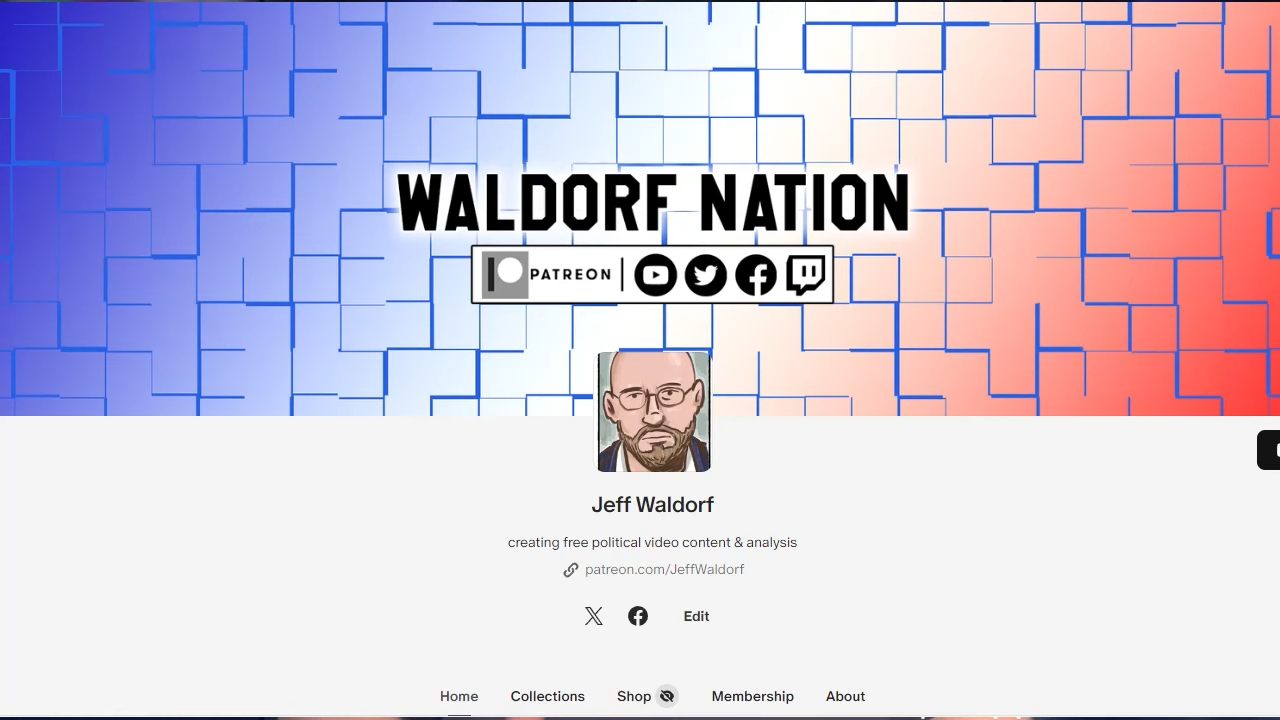 WALDORF NATION
PATREON
Jeff Waldorf
creating free political video content & analysis
patreon.com/JeffWaldorf
Edit
Home Collections Shop Membership About